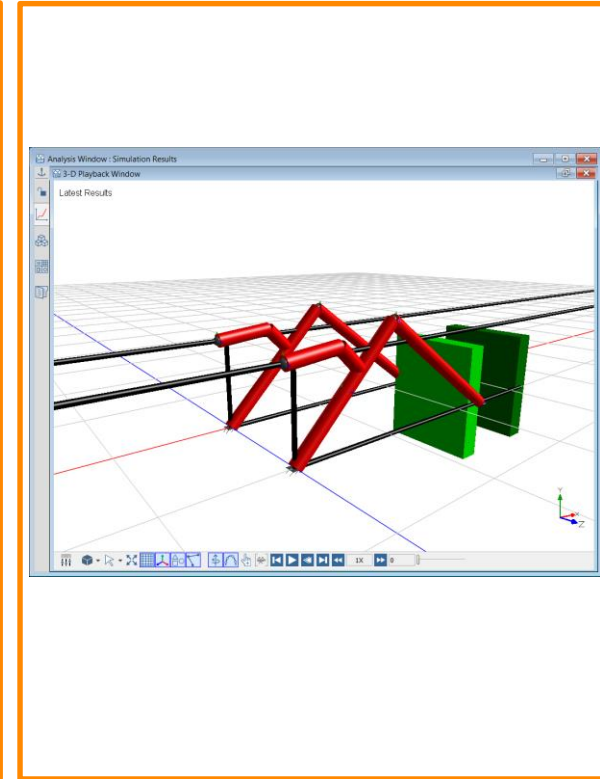 Analysis Window : Simulation Results
3-D Playback Window
Latest Results
Y
X
Z
1X
0